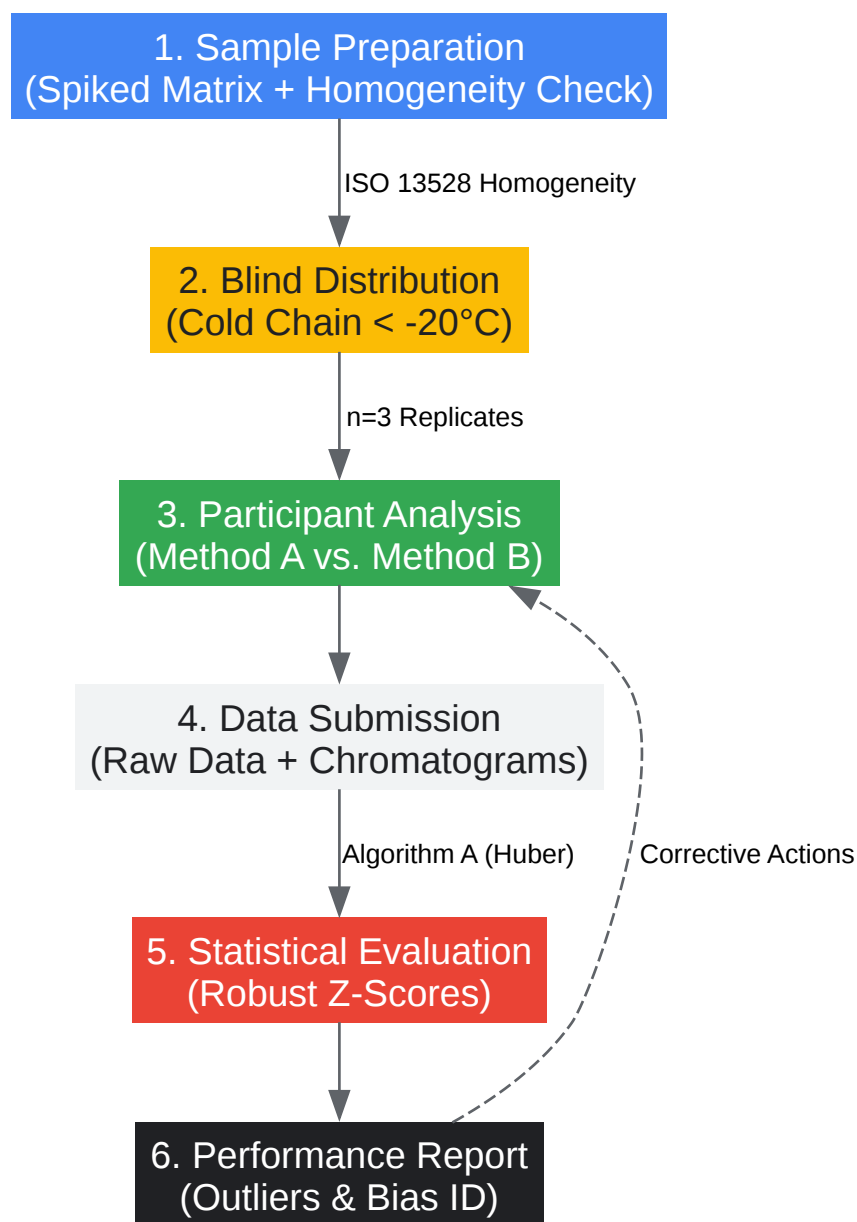 1. Sample Preparation
(Spiked Matrix + Homogeneity Check)
ISO 13528 Homogeneity
2. Blind Distribution
(Cold Chain < -20°C)
n=3 Replicates
3. Participant Analysis
(Method A vs. Method B)
4. Data Submission
(Raw Data + Chromatograms)
Algorithm A (Huber)
Corrective Actions
5. Statistical Evaluation
(Robust Z-Scores)
6. Performance Report
(Outliers & Bias ID)